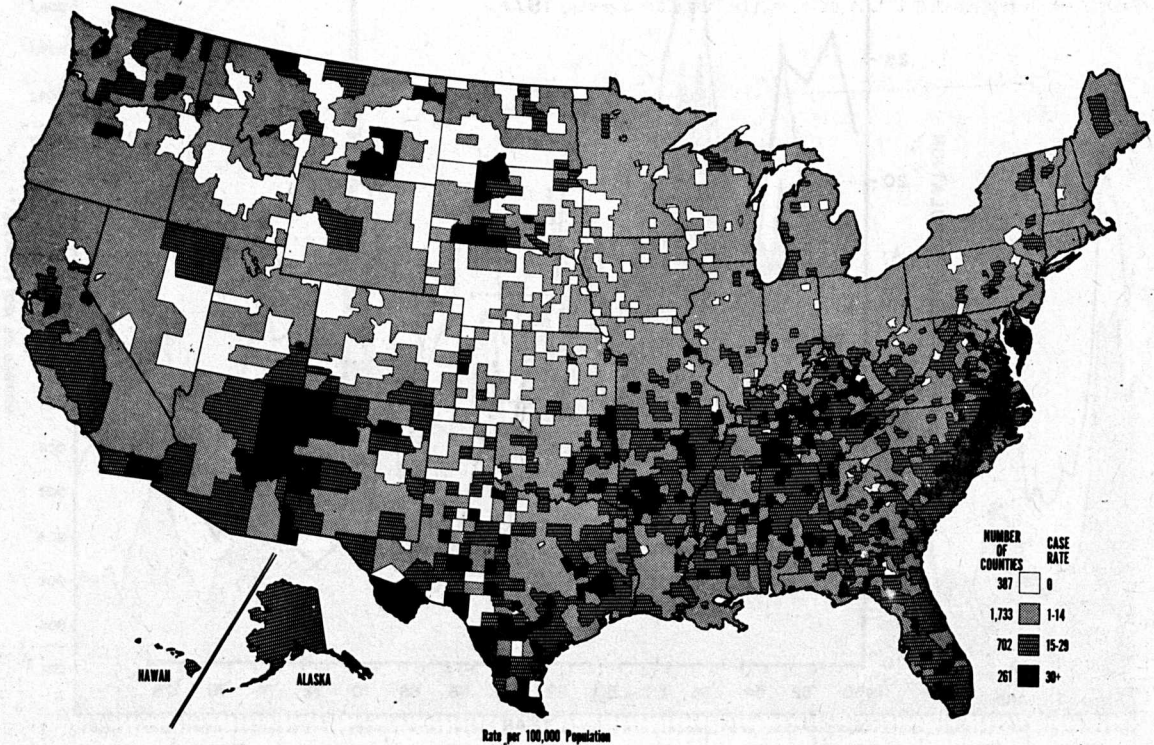 NUMBER OF COUNTIES
CASE RATE
387 0
1,733 1-14
702 15-29
261 30+
HAWAII
ALASKA
Rate per 100,000 Population